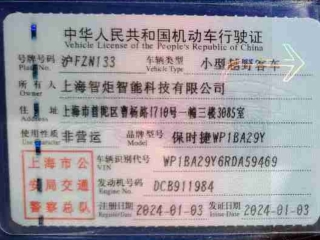 中华人民共和国机动车行驶证
Vehicle License of the People's Republic of China
号牌号码 沪FZW133 车辆类型 小型越野客车
Plate No. Vehicle Type
所有人 上海智炬智能科技有限公司
Owner
住址 上海市普陀区曹杨路1710号一幢三楼3085室
Address
使用性质 非营运 品牌型号 保时捷WP1BA29Y
Use Character Model
上海市公安局交通警察总队
车辆识别代号 WP1BA29Y6RDA59469
VIN
发动机号码 DCB911984
Engine No.
注册日期 2024-01-03 发证日期 2024-01-03
Register Date Issue Date